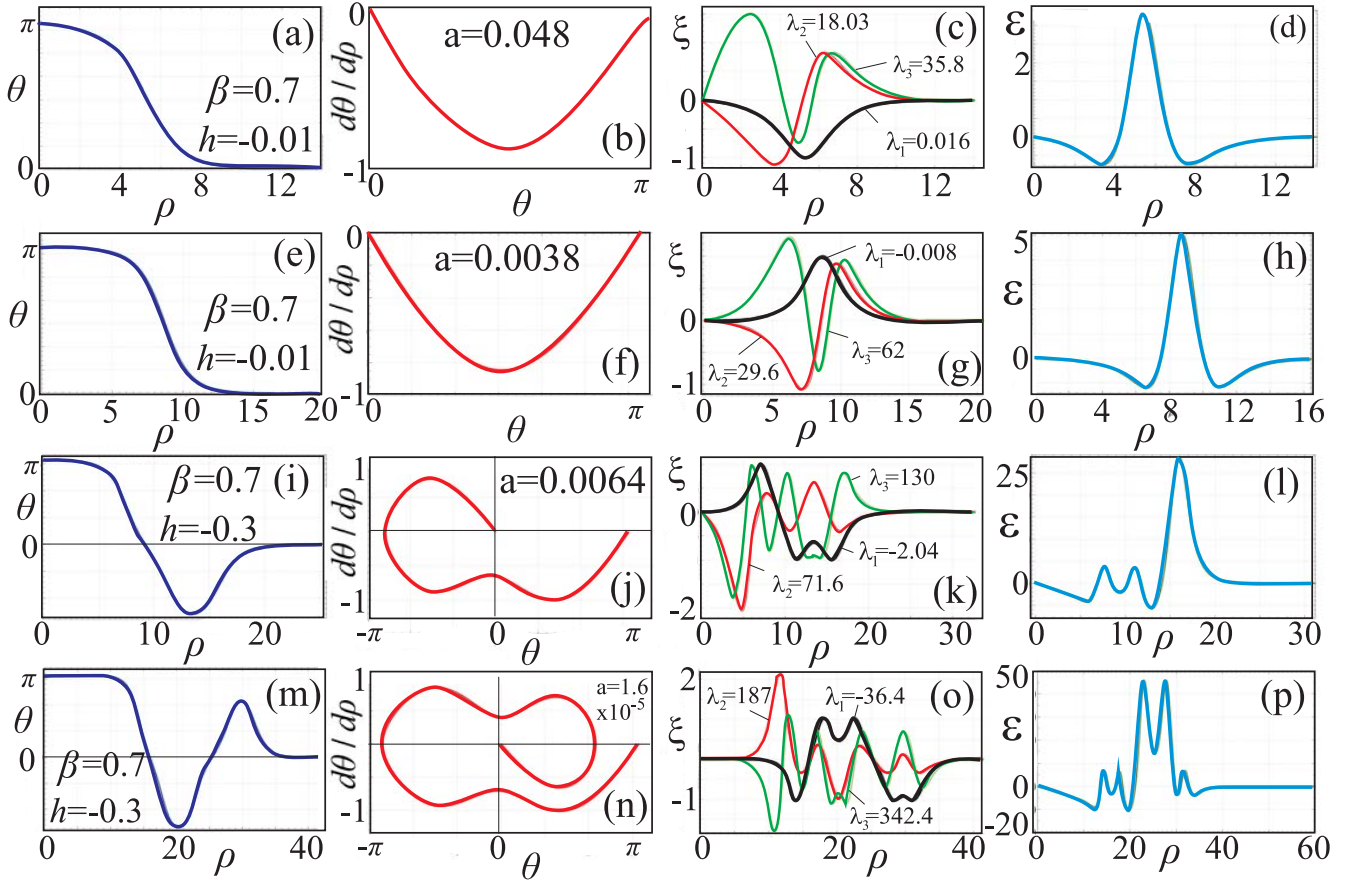 π
θ
0
(a)
β=0.7
h=-0.01
0 4 8 12
ρ
dθ / dρ
0
-1
a=0.048
(b)
0 π
θ
ξ
1
0
-1
(c)
λ₂=18.03
λ₃=35.8
λ₁=0.016
0 4 8 12
ρ
ε
2
0
(d)
0 4 8 12
ρ
π
θ
0
(e)
β=0.7
h=-0.01
0 5 10 15 20
ρ
dθ / dρ
0
-1
a=0.0038
(f)
0 π
θ
ξ
1
0
-1
λ₁=-0.008
λ₂=29.6
λ₃=62
(g)
0 5 10 15 20
ρ
ε
5
0
(h)
0 4 8 12 16
ρ
π
θ
0
(i)
β=0.7
h=-0.3
0 10 20
ρ
dθ / dρ
1
0
-1
a=0.0064
(j)
-π 0 π
θ
ξ
0
-2
λ₃=130
λ₁=-2.04
λ₂=71.6
(k)
0 10 20 30
ρ
ε
25
0
(l)
0 10 20 30
ρ
π
θ
0
(m)
β=0.7
h=-0.3
0 20 40
ρ
dθ / dρ
1
0
-1
a=1.6
x10⁻⁵
(n)
-π 0 π
θ
ξ
2
-1
λ₂=187
λ₁=-36.4
(o)
λ₃=342.4
0 10 20 30 40
ρ
ε
50
0
-20
(p)
0 20 40 60
ρ